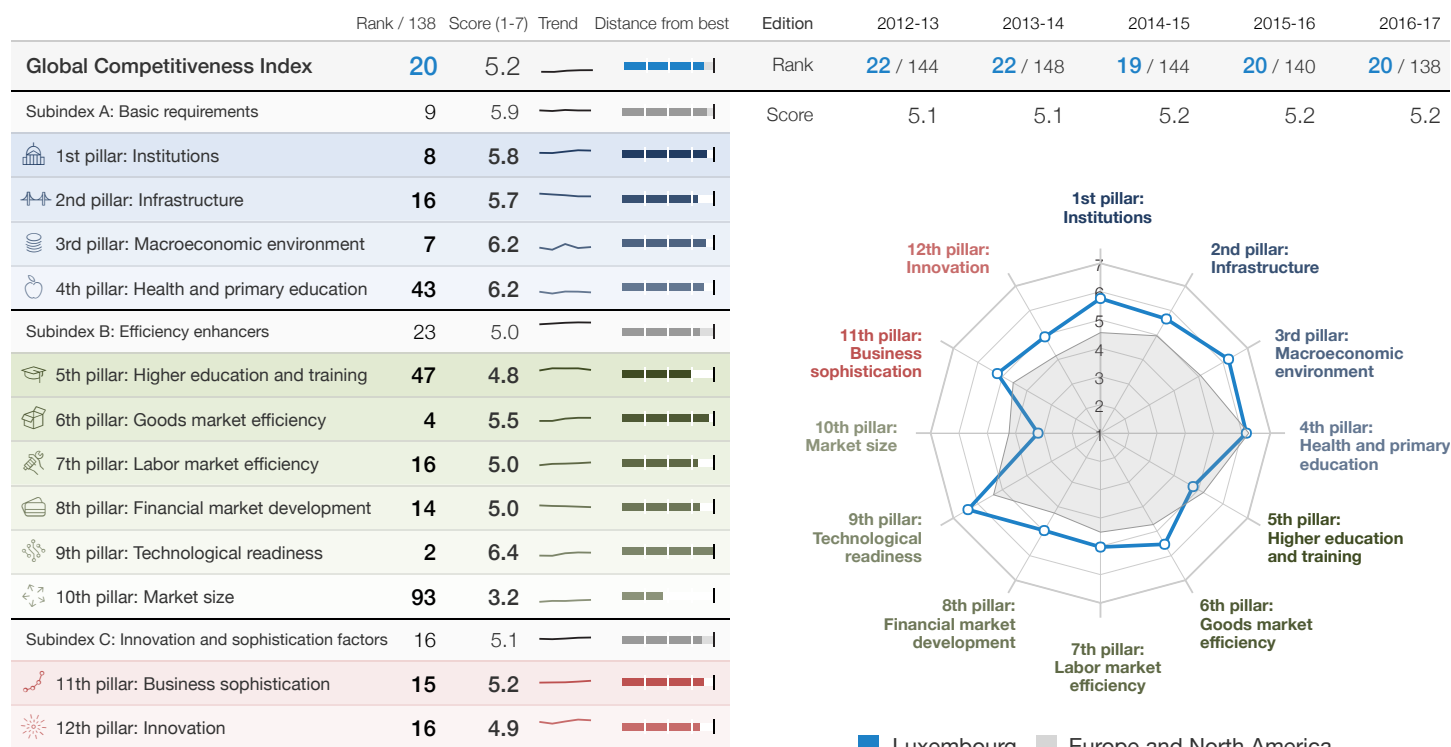 Rank / 138 Score (1-7) Trend Distance from best
Global Competitiveness Index 20 5.2
Subindex A: Basic requirements 9 5.9
1st pillar: Institutions 8 5.8
2nd pillar: Infrastructure 16 5.7
3rd pillar: Macroeconomic environment 7 6.2
4th pillar: Health and primary education 43 6.2
Subindex B: Efficiency enhancers 23 5.0
5th pillar: Higher education and training 47 4.8
6th pillar: Goods market efficiency 4 5.5
7th pillar: Labor market efficiency 16 5.0
8th pillar: Financial market development 14 5.0
9th pillar: Technological readiness 2 6.4
10th pillar: Market size 93 3.2
Subindex C: Innovation and sophistication factors 16 5.1
11th pillar: Business sophistication 15 5.2
12th pillar: Innovation 16 4.9
Edition 2012-13 2013-14 2014-15 2015-16 2016-17
Rank 22 / 144 22 / 148 19 / 144 20 / 140 20 / 138
Score 5.1 5.1 5.2 5.2 5.2
1st pillar:
Institutions
2nd pillar:
Infrastructure
3rd pillar:
Macroeconomic
environment
4th pillar:
Health and primary
education
5th pillar:
Higher education
and training
6th pillar:
Goods market
efficiency
7th pillar:
Labor market
efficiency
8th pillar:
Financial market
development
9th pillar:
Technological
readiness
10th pillar:
Market size
11th pillar:
Business
sophistication
12th pillar:
Innovation
7
6
5
4
3
2
1
Luxembourg Europe and North America